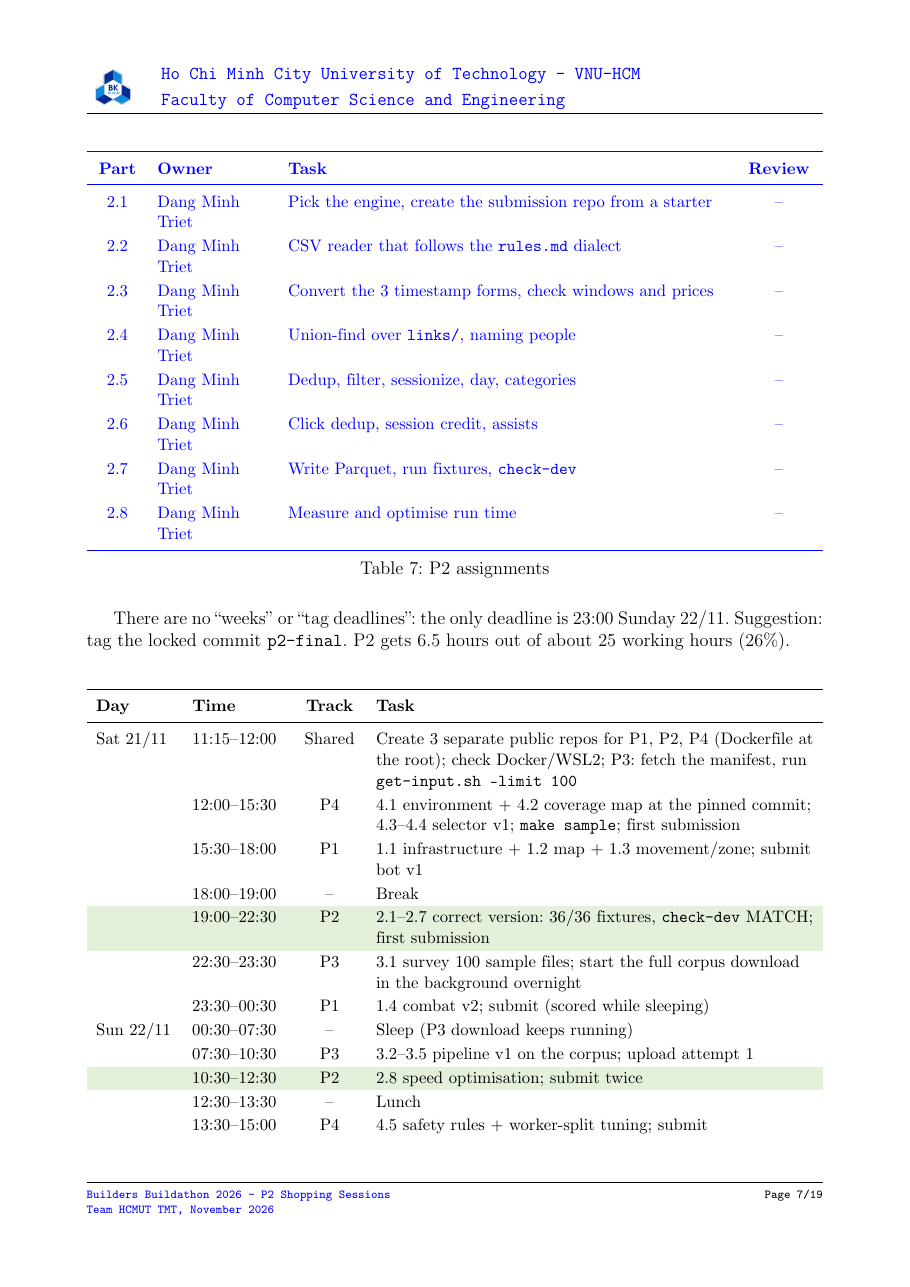 BK
Ho Chi Minh City University of Technology - VNU-HCM
Faculty of Computer Science and Engineering
Part Owner Task Review
2.1 Dang Minh Triet Pick the engine, create the submission repo from a starter –
2.2 Dang Minh Triet CSV reader that follows the rules.md dialect –
2.3 Dang Minh Triet Convert the 3 timestamp forms, check windows and prices –
2.4 Dang Minh Triet Union-find over links/, naming people –
2.5 Dang Minh Triet Dedup, filter, sessionize, day, categories –
2.6 Dang Minh Triet Click dedup, session credit, assists –
2.7 Dang Minh Triet Write Parquet, run fixtures, check-dev –
2.8 Dang Minh Triet Measure and optimise run time –
Table 7: P2 assignments
There are no “weeks” or “tag deadlines”: the only deadline is 23:00 Sunday 22/11. Suggestion:
tag the locked commit p2-final. P2 gets 6.5 hours out of about 25 working hours (26%).
Day Time Track Task
Sat 21/11 11:15–12:00 Shared Create 3 separate public repos for P1, P2, P4 (Dockerfile at
the root); check Docker/WSL2; P3: fetch the manifest, run
get-input.sh -limit 100
12:00–15:30 P4 4.1 environment + 4.2 coverage map at the pinned commit;
4.3–4.4 selector v1; make sample; first submission
15:30–18:00 P1 1.1 infrastructure + 1.2 map + 1.3 movement/zone; submit
bot v1
18:00–19:00 – Break
19:00–22:30 P2 2.1–2.7 correct version: 36/36 fixtures, check-dev MATCH;
first submission
22:30–23:30 P3 3.1 survey 100 sample files; start the full corpus download
in the background overnight
23:30–00:30 P1 1.4 combat v2; submit (scored while sleeping)
Sun 22/11 00:30–07:30 – Sleep (P3 download keeps running)
07:30–10:30 P3 3.2–3.5 pipeline v1 on the corpus; upload attempt 1
10:30–12:30 P2 2.8 speed optimisation; submit twice
12:30–13:30 – Lunch
13:30–15:00 P4 4.5 safety rules + worker-split tuning; submit
Builders Buildathon 2026 - P2 Shopping Sessions Page 7/19
Team HCMUT TMT, November 2026